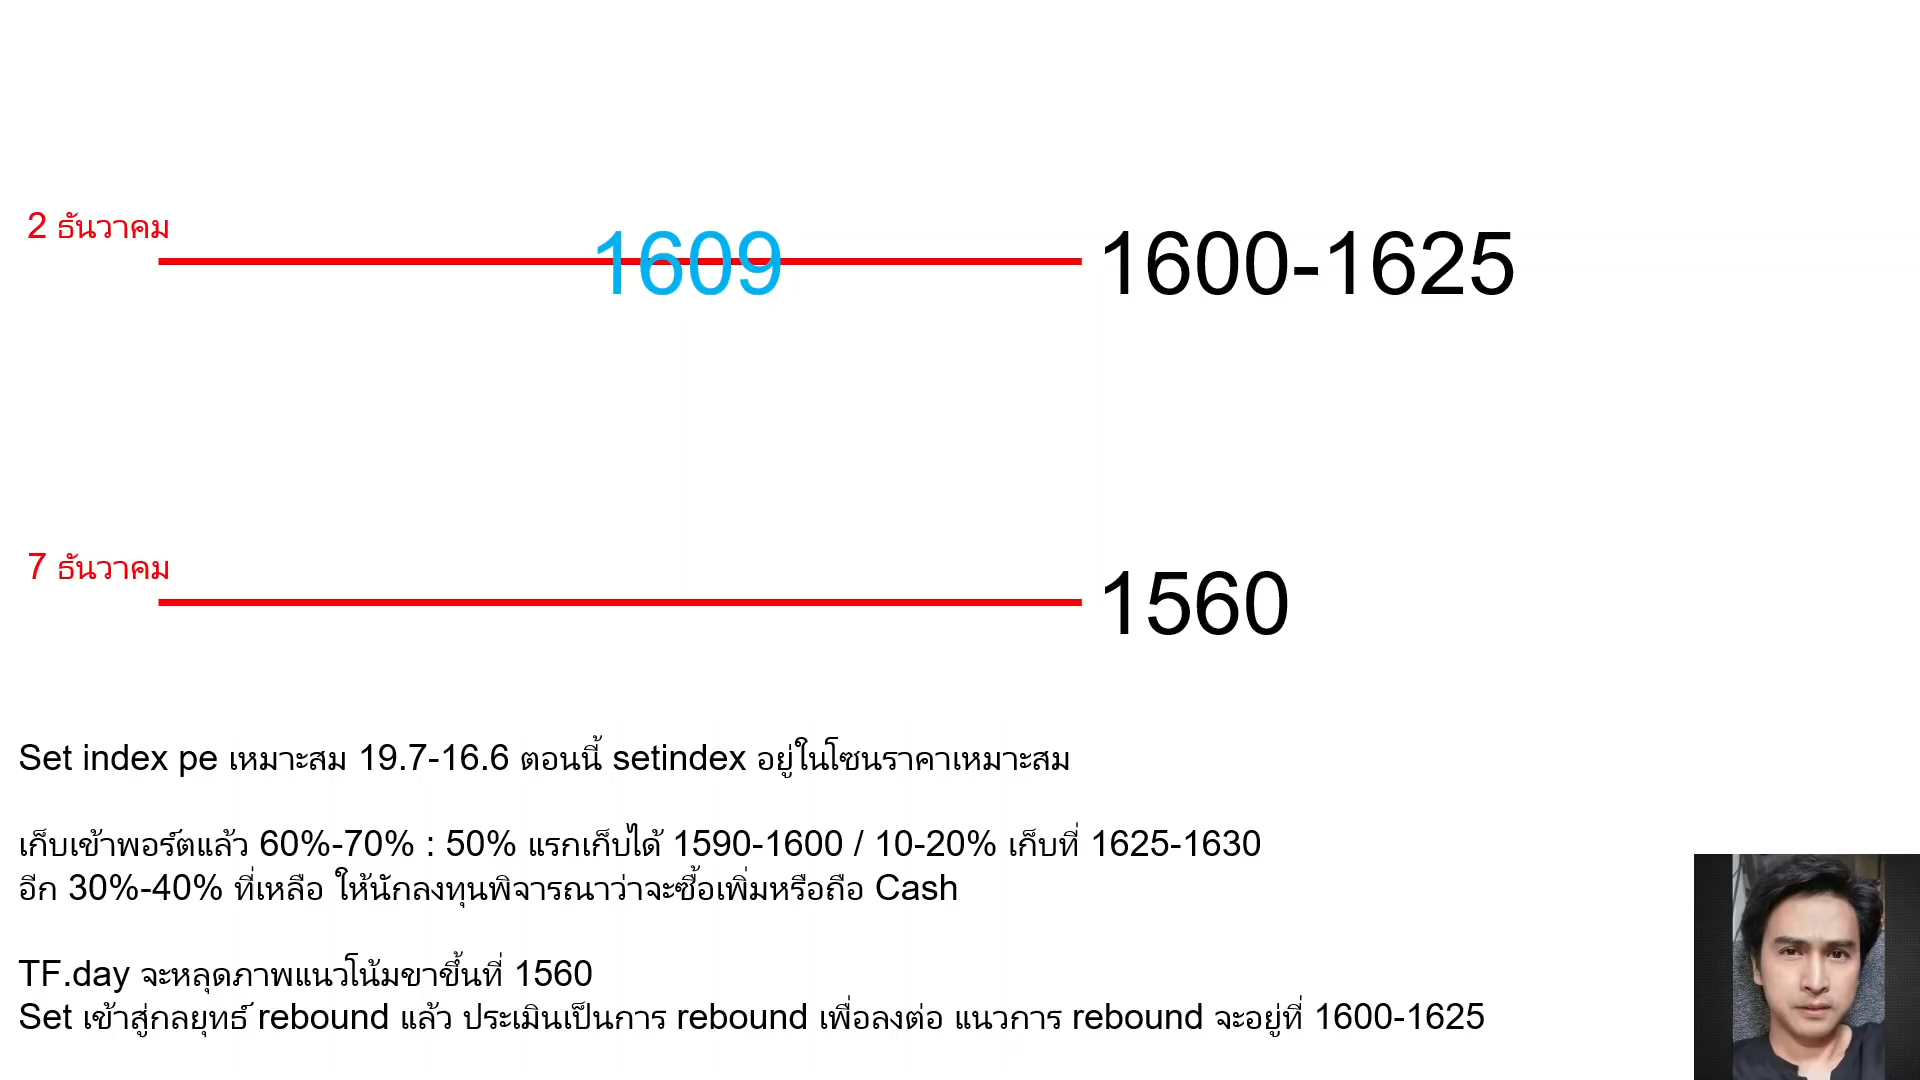 2 ธันวาคม
1609
1600-1625
7 ธันวาคม
1560
Set index pe เหมาะสม 19.7-16.6 ตอนนี้ setindex อยู่ในโซนราคาเหมาะสม
เก็บเข้าพอร์ตแล้ว 60%-70% : 50% แรกเก็บได้ 1590-1600 / 10-20% เก็บที่ 1625-1630
อีก 30%-40% ที่เหลือ ให้นักลงทุนพิจารณาว่าจะซื้อเพิ่มหรือถือ Cash
TF.day จะหลุดภาพแนวโน้มขาขึ้นที่ 1560
Set เข้าสู่กลยุทธ์ rebound แล้ว ประเมินเป็นการ rebound เพื่อลงต่อ แนวการ rebound จะอยู่ที่ 1600-1625